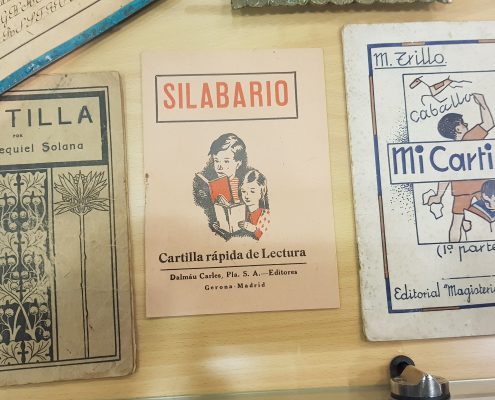 TILLA
POR
equiel Solana
SILABARIO
Cartilla rápida de Lectura
Dalmáu Carles, Pla. S. A.—Editores
Gerona-Madrid
M. Trillo.
caballo
Mi Carti
(1ª parte
Editorial "Magisteri